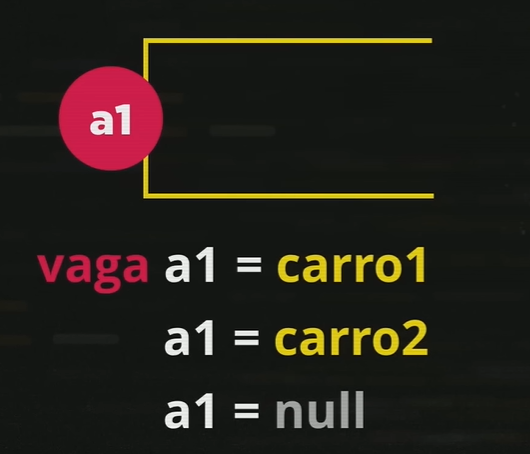 a1
vaga a1 = carro1
a1 = carro2
a1 = null